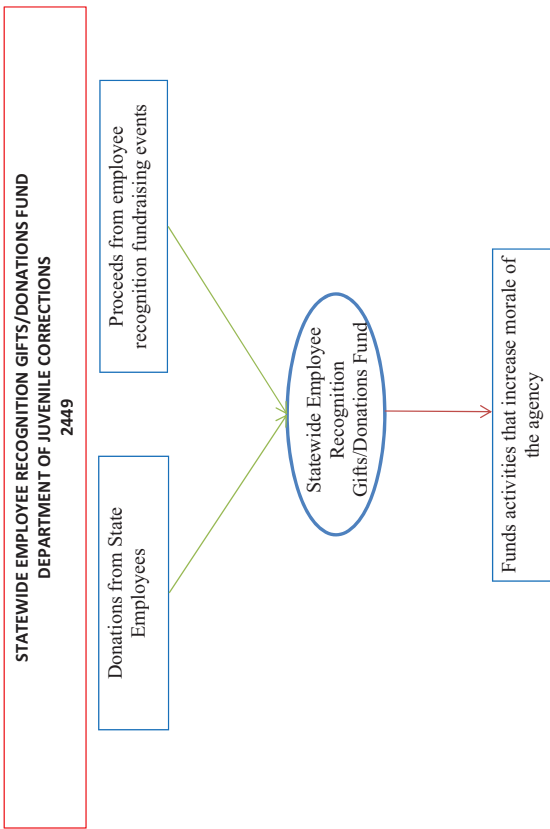 STATEWIDE EMPLOYEE RECOGNITION GIFTS/DONATIONS FUND
DEPARTMENT OF JUVENILE CORRECTIONS
2449
Donations from State
Employees
Proceeds from employee
recognition fundraising events
Statewide Employee
Recognition
Gifts/Donations Fund
Funds activities that increase morale of
the agency